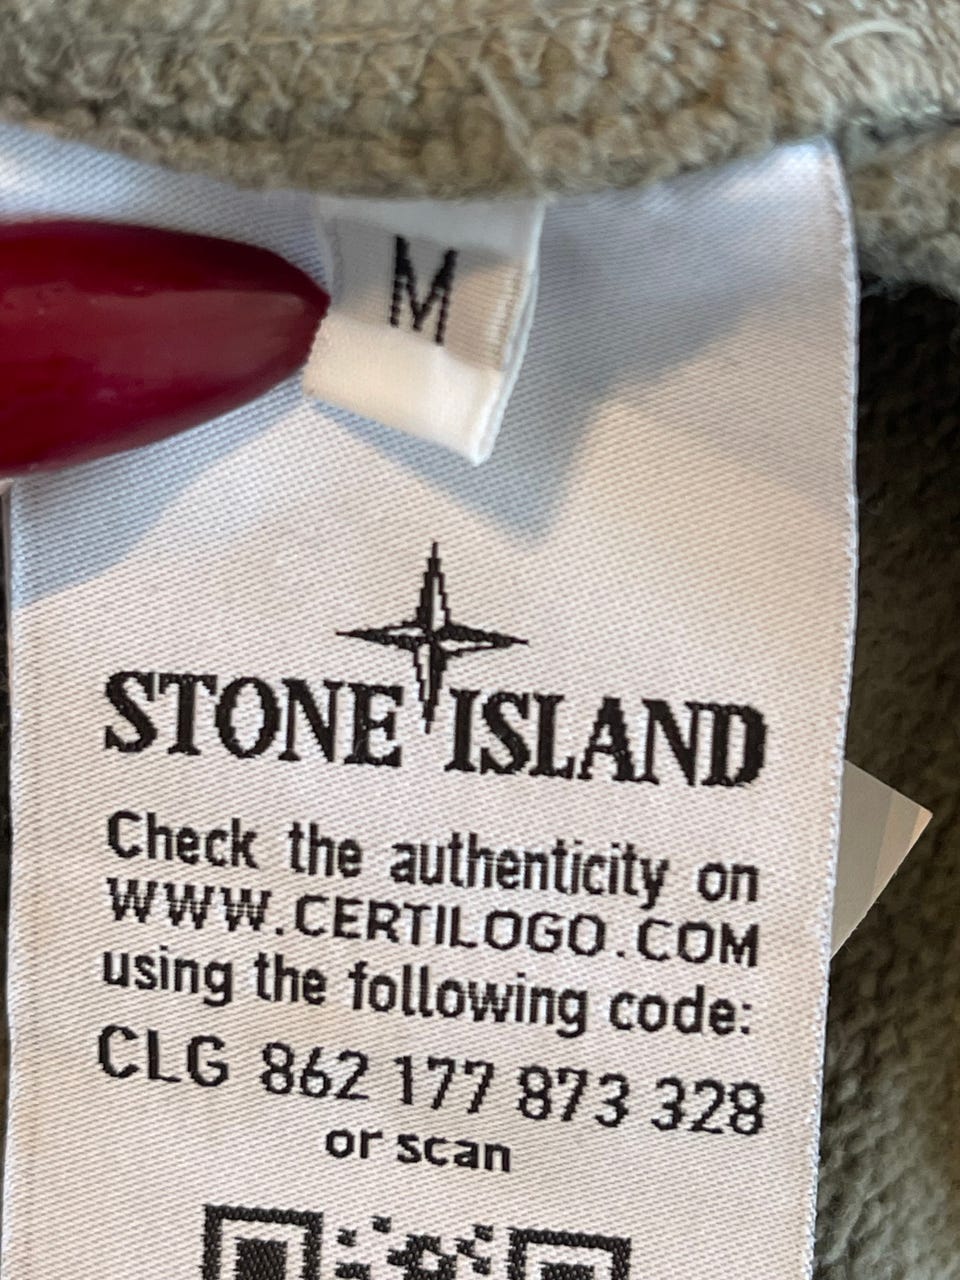 M
STONE ISLAND
Check the authenticity on
WWW.CERTILOGO.COM
using the following code:
CLG 862 177 873 328
or scan